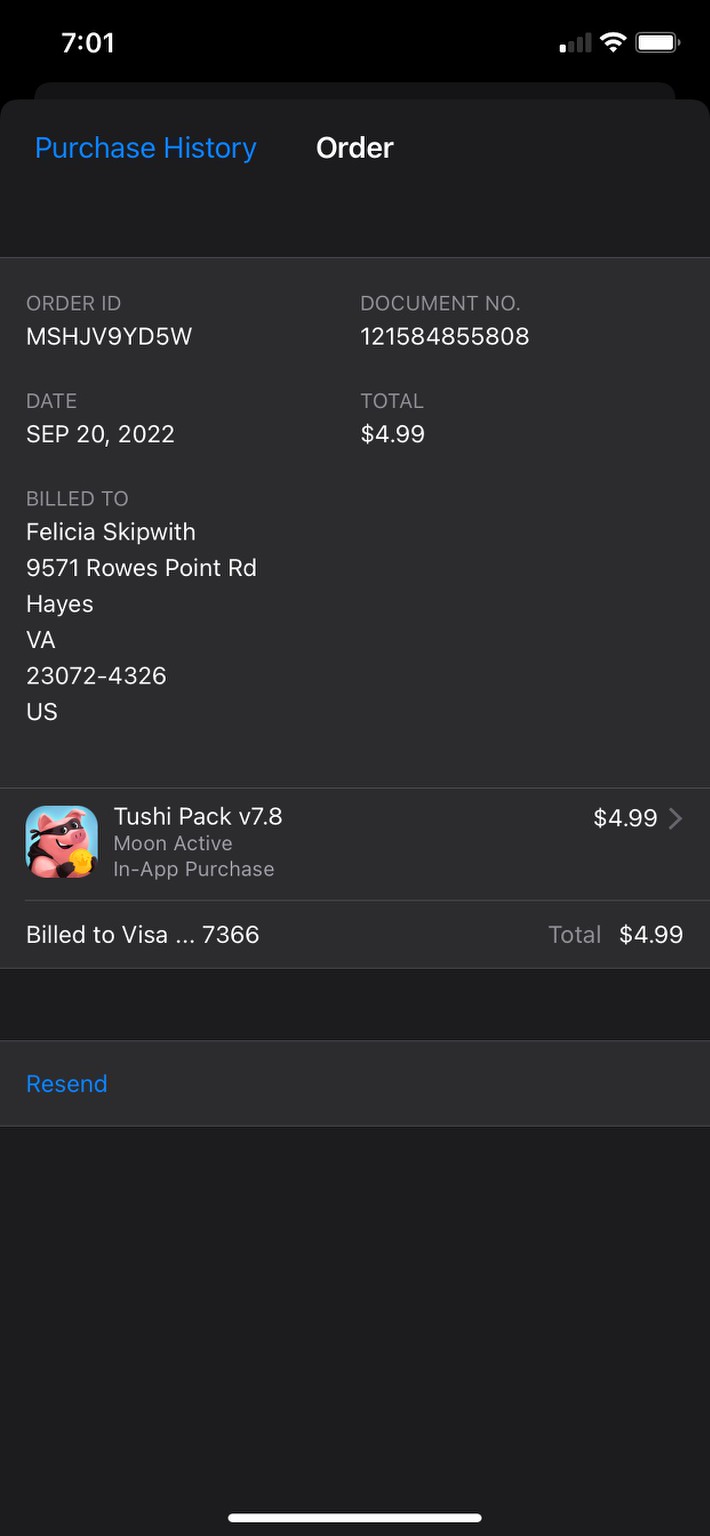 7:01
Purchase History Order
ORDER ID DOCUMENT NO.
MSHJV9YD5W 121584855808
DATE TOTAL
SEP 20, 2022 $4.99
BILLED TO
Felicia Skipwith
9571 Rowes Point Rd
Hayes
VA
23072-4326
US
Tushi Pack v7.8 $4.99
Moon Active
In-App Purchase
Billed to Visa ... 7366 Total $4.99
Resend